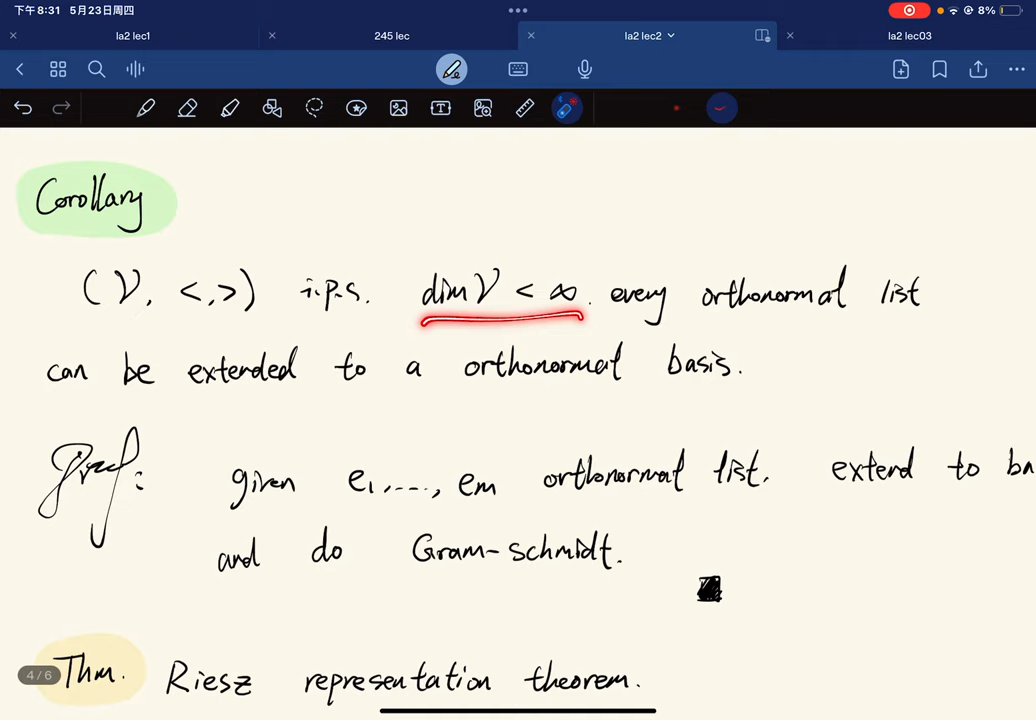 下午8:31 5月23日周四
8%
la2 lec1
245 lec
la2 lec2
la2 lec03
Corollary
(V, <,>) i.p.s. dim V < ∞. every orthonormal list
can be extended to a orthonormal basis.
Proof: given e1,...., em orthonormal list. extend to ba
and do Gram-schmidt.
4/6
Thm. Riesz representation theorem.